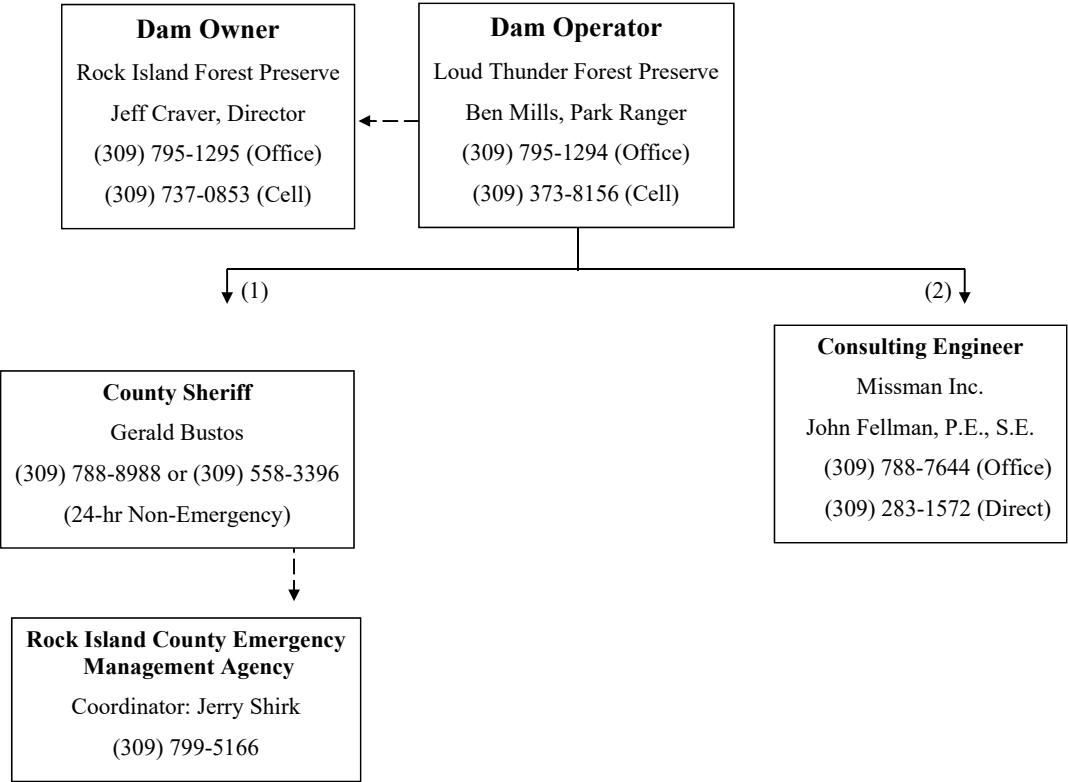 Dam Owner
Rock Island Forest Preserve
Jeff Craver, Director
(309) 795-1295 (Office)
(309) 737-0853 (Cell)
Dam Operator
Loud Thunder Forest Preserve
Ben Mills, Park Ranger
(309) 795-1294 (Office)
(309) 373-8156 (Cell)
(1)
(2)
County Sheriff
Gerald Bustos
(309) 788-8988 or (309) 558-3396
(24-hr Non-Emergency)
Consulting Engineer
Missman Inc.
John Fellman, P.E., S.E.
(309) 788-7644 (Office)
(309) 283-1572 (Direct)
Rock Island County Emergency
Management Agency
Coordinator: Jerry Shirk
(309) 799-5166